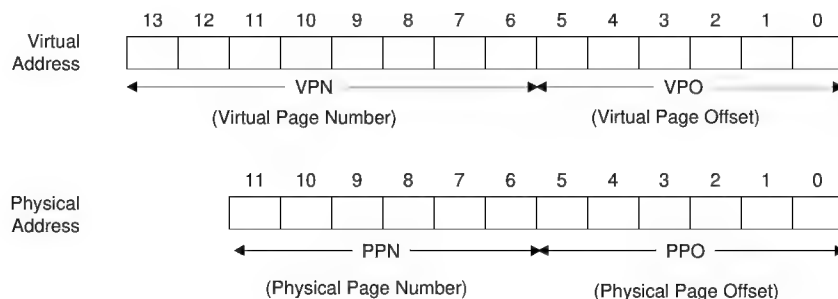 13 12 11 10 9 8 7 6 5 4 3 2 1 0
Virtual
Address
VPN VPO
(Virtual Page Number) (Virtual Page Offset)
11 10 9 8 7 6 5 4 3 2 1 0
Physical
Address
PPN PPO
(Physical Page Number) (Physical Page Offset)